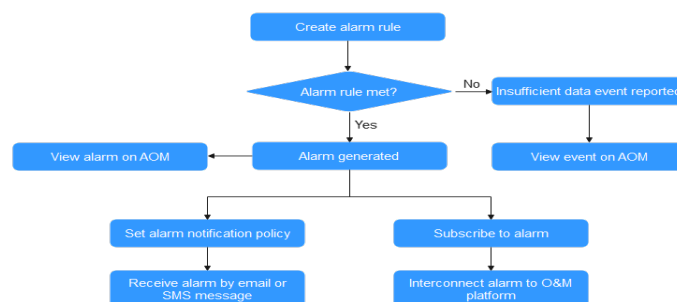 Create alarm rule
Alarm rule met?
No
Insufficient data event reported
Yes
View alarm on AOM
Alarm generated
View event on AOM
Set alarm notification policy
Subscribe to alarm
Receive alarm by email or
SMS message
Interconnect alarm to O&M
platform